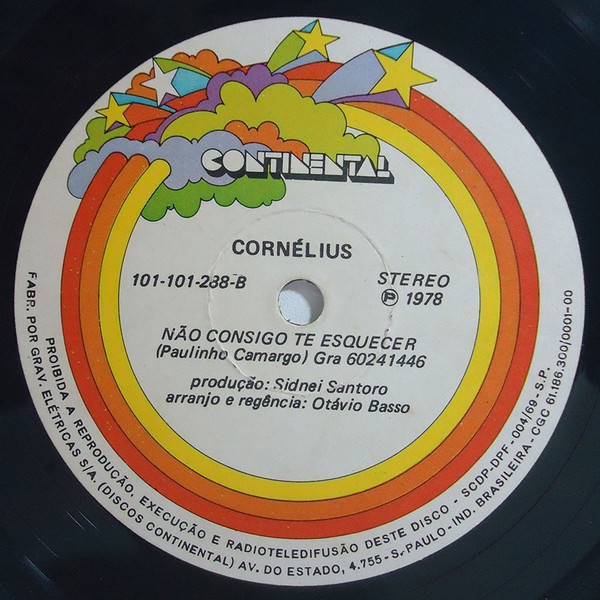 CONTINENTAL
CORNÉLIUS
101-101-288-B
STEREO
Ⓟ 1978
NÃO CONSIGO TE ESQUECER
(Paulinho Camargo) Gra 60241446
produção: Sidnei Santoro
arranjo e regência: Otávio Basso
PROIBIDA A REPRODUÇÃO, EXECUÇÃO E RADIOTELEDIFUSÃO DESTE DISCO - SCDP-DPF - 004/69 - S.P.
FABR. POR GRAV. ELÉTRICAS S/A. (DISCOS CONTINENTAL) AV. DO ESTADO, 4.755 - S. PAULO - IND. BRASILEIRA - CGC 61.186.300/0001-00